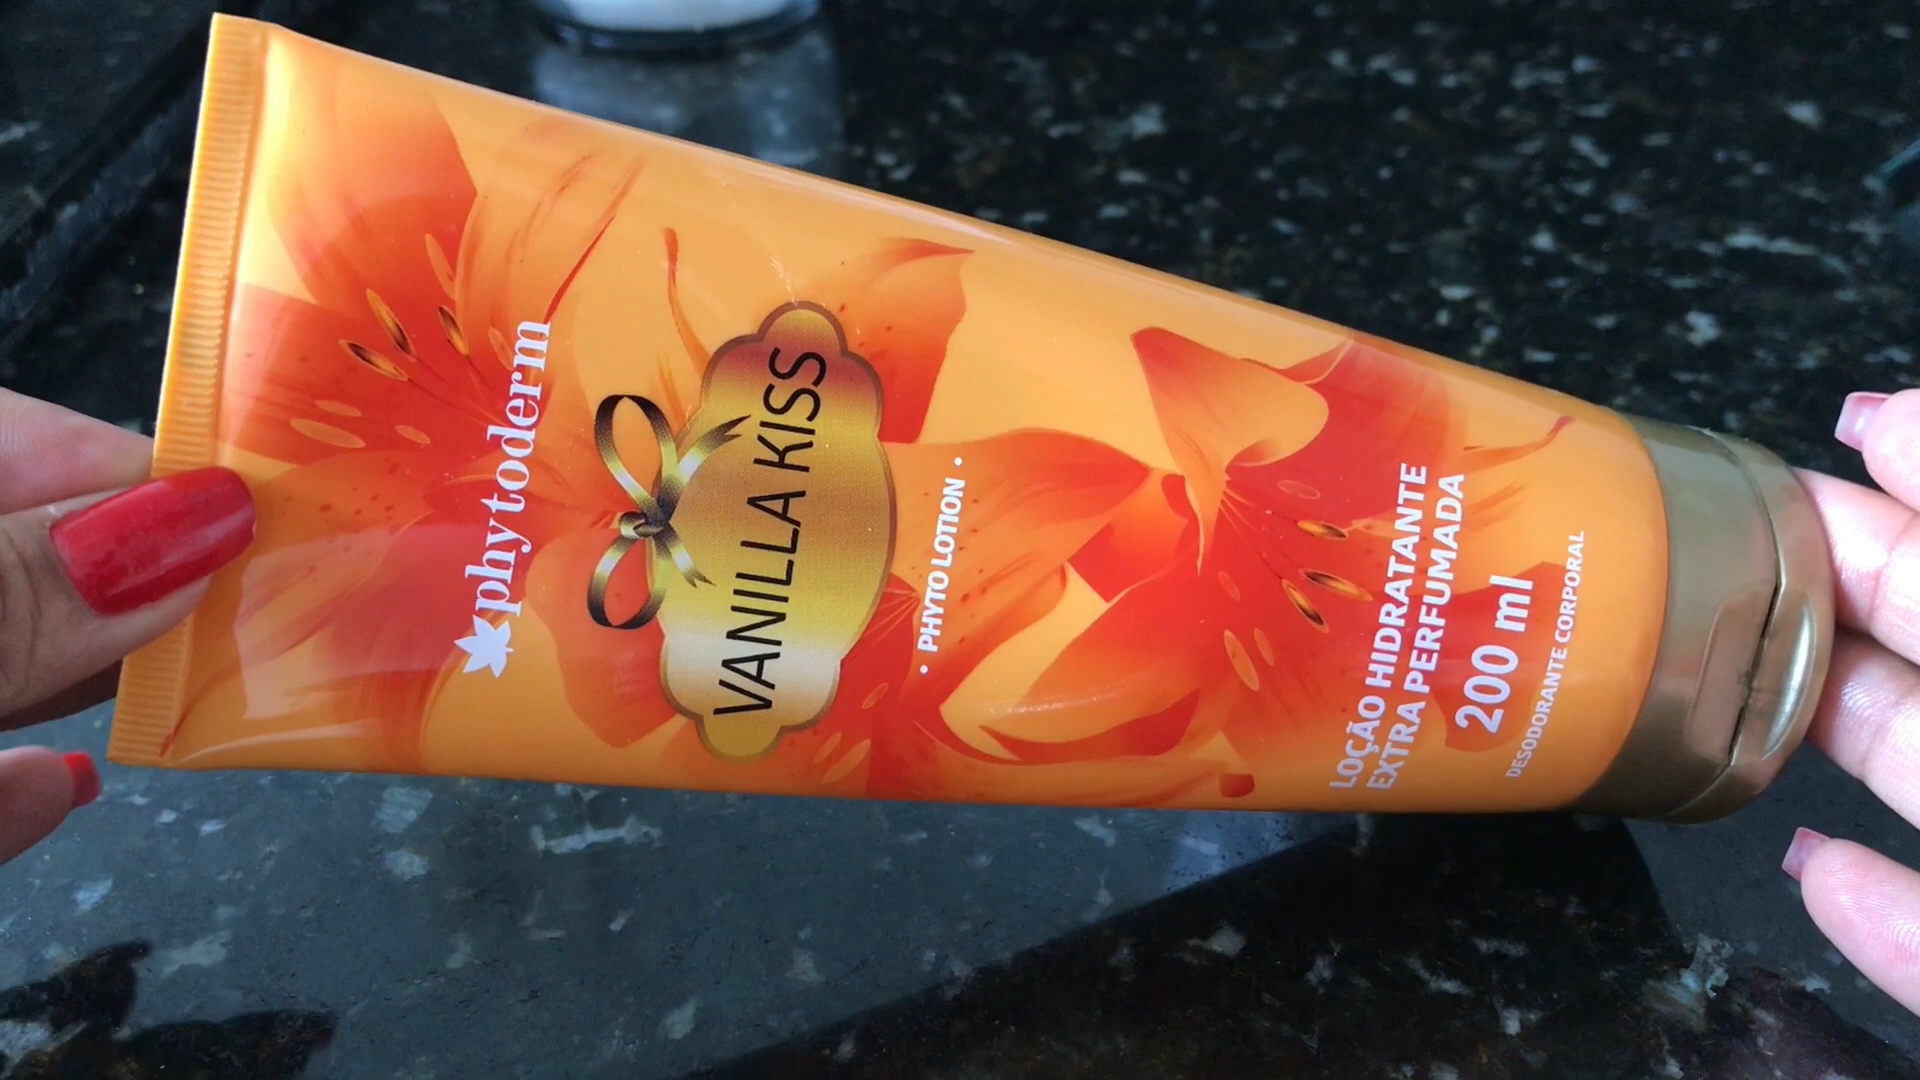 phytoderm
VANILLA KISS
• PHYTO LOTION •
LOÇÃO HIDRATANTE
EXTRA PERFUMADA
200 ml
DESODORANTE CORPORAL